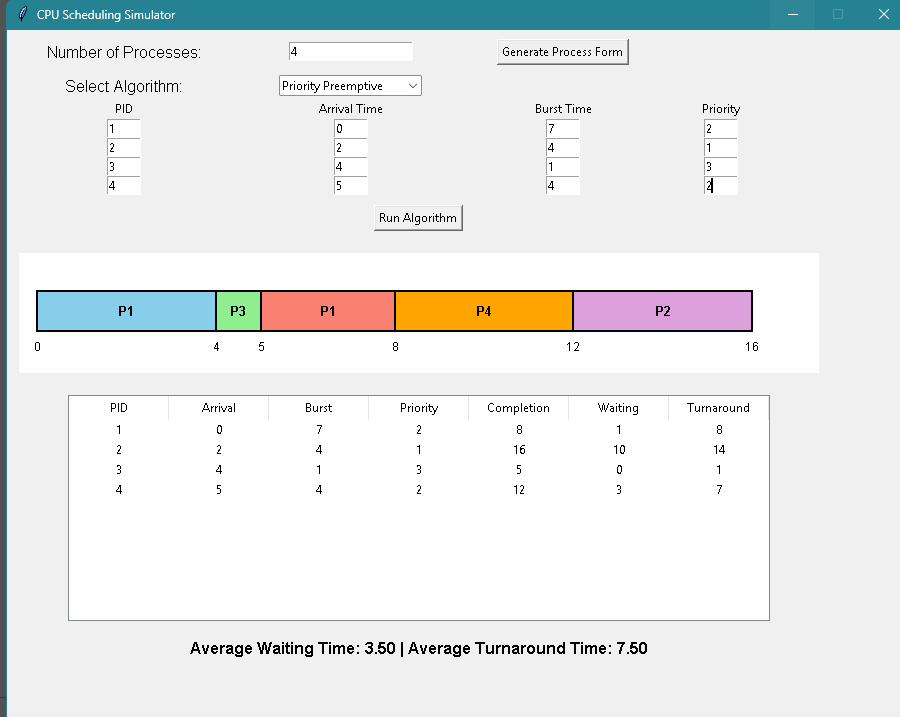 CPU Scheduling Simulator
Number of Processes: 4 Generate Process Form
Select Algorithm: Priority Preemptive
PID Arrival Time Burst Time Priority
1 0 7 2
2 2 4 1
3 4 1 3
4 5 4 2
Run Algorithm
P1 P3 P1 P4 P2
0 4 5 8 12 16
PID Arrival Burst Priority Completion Waiting Turnaround
1 0 7 2 8 1 8
2 2 4 1 16 10 14
3 4 1 3 5 0 1
4 5 4 2 12 3 7
Average Waiting Time: 3.50 | Average Turnaround Time: 7.50